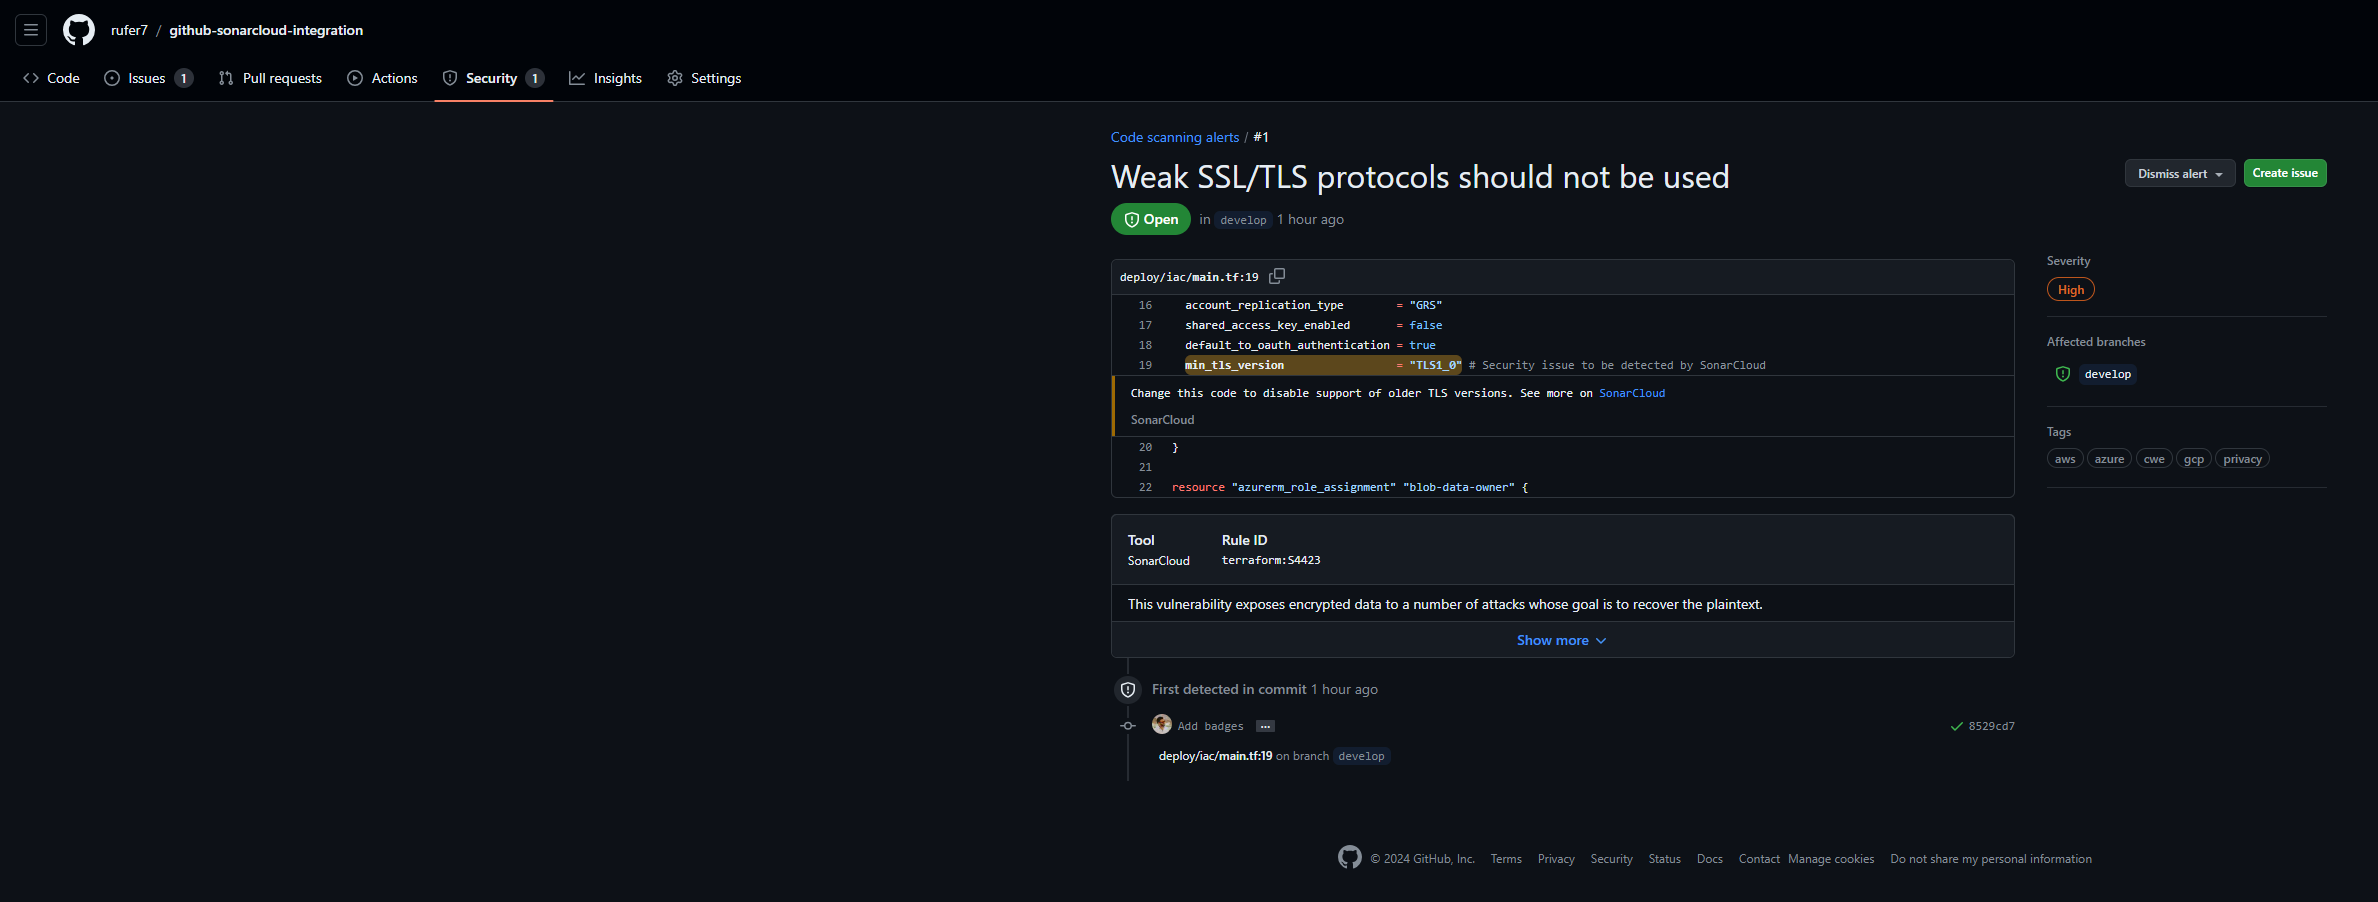 rufer7 / github-sonarcloud-integration
Code Issues 1 Pull requests Actions Security 1 Insights Settings
Code scanning alerts / #1
Weak SSL/TLS protocols should not be used
Dismiss alert Create issue
Open in develop 1 hour ago
Severity
High
Affected branches
develop
Tags
aws azure cwe gcp privacy
deploy/iac/main.tf:19
16 account_replication_type = "GRS"
17 shared_access_key_enabled = false
18 default_to_oauth_authentication = true
19 min_tls_version = "TLS1_0" # Security issue to be detected by SonarCloud
Change this code to disable support of older TLS versions. See more on SonarCloud
SonarCloud
20 }
21
22 resource "azurerm_role_assignment" "blob-data-owner" {
Tool Rule ID
SonarCloud terraform:S4423
This vulnerability exposes encrypted data to a number of attacks whose goal is to recover the plaintext.
Show more
First detected in commit 1 hour ago
Add badges ... 8529cd7
deploy/iac/main.tf:19 on branch develop
© 2024 GitHub, Inc. Terms Privacy Security Status Docs Contact Manage cookies Do not share my personal information